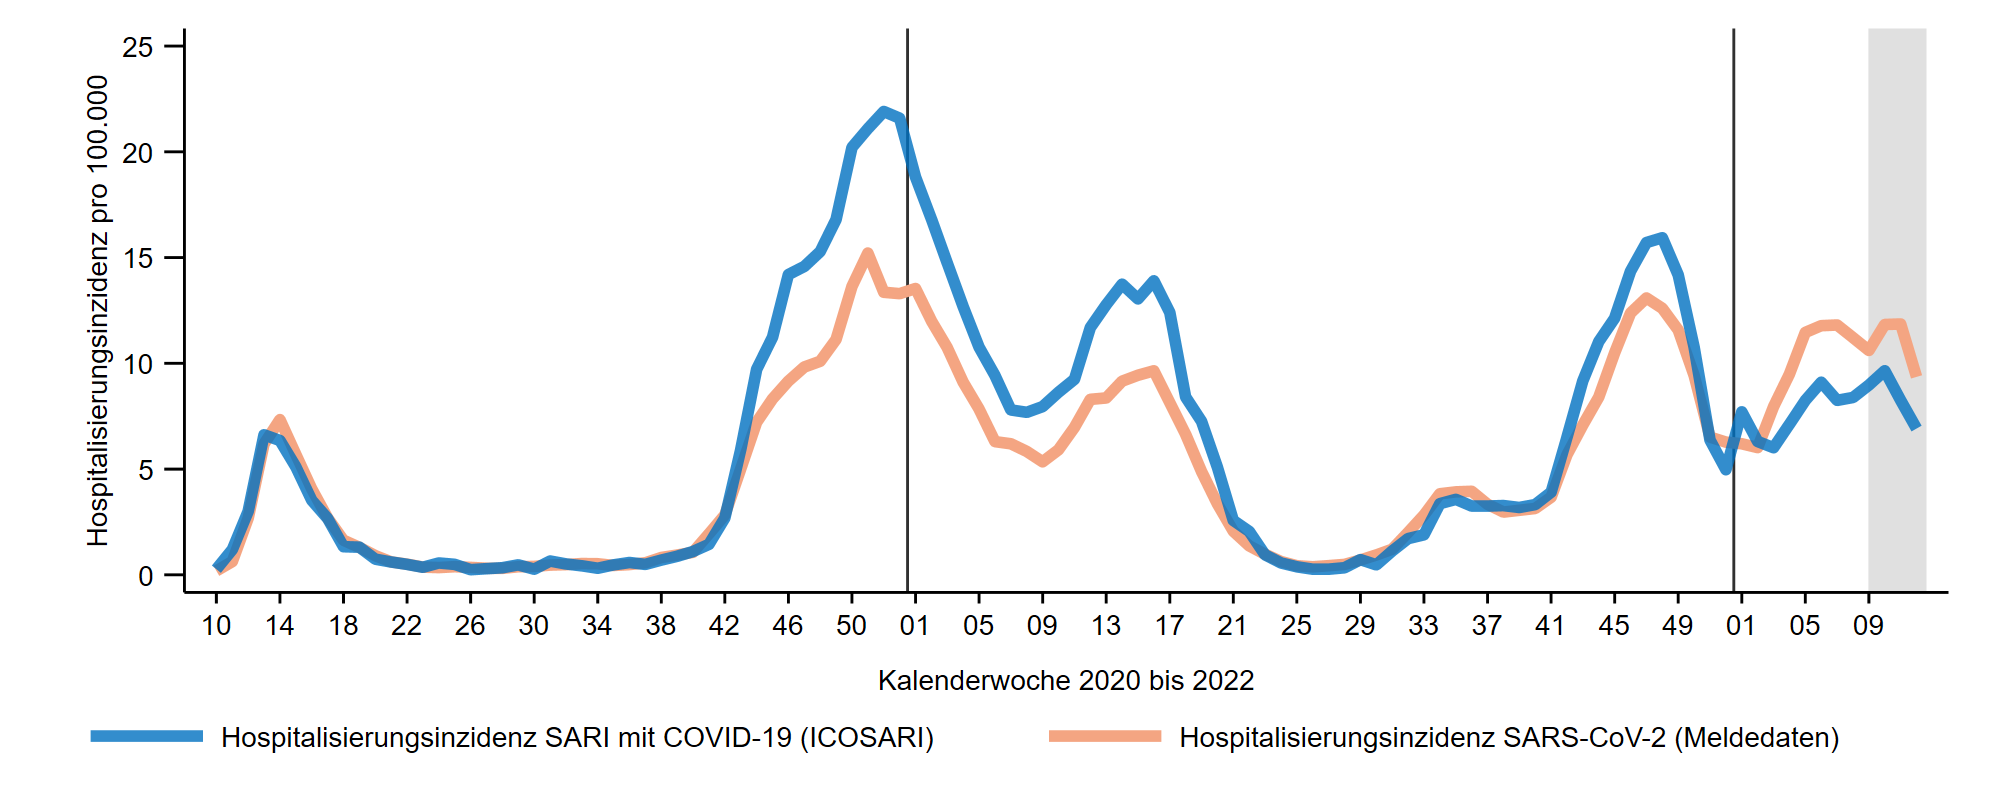 Hospitalisierungsinzidenz pro 100.000
25
20
15
10
5
0
10 14 18 22 26 30 34 38 42 46 50 01 05 09 13 17 21 25 29 33 37 41 45 49 01 05 09
Kalenderwoche 2020 bis 2022
Hospitalisierungsinzidenz SARI mit COVID-19 (ICOSARI)
Hospitalisierungsinzidenz SARS-CoV-2 (Meldedaten)